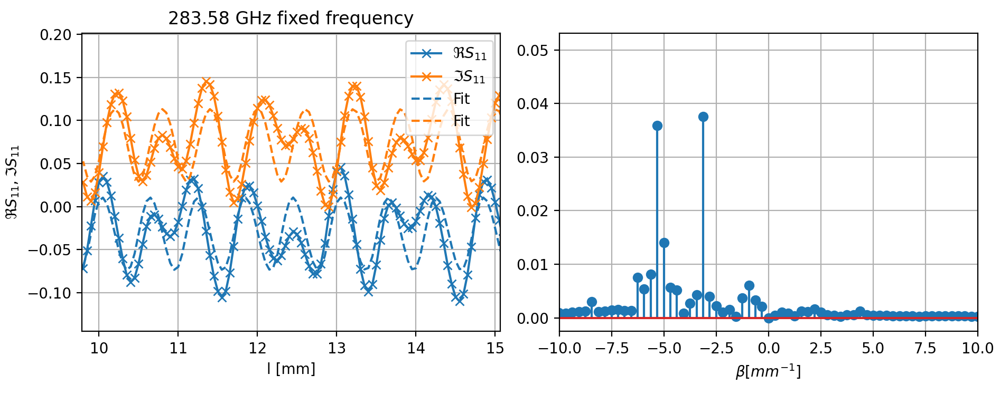 283.58 GHz fixed frequency
ℜS₁₁, ℑS₁₁
0.20
0.15
0.10
0.05
0.00
−0.05
−0.10
ℜS₁₁
ℑS₁₁
Fit
Fit
10 11 12 13 14 15
l [mm]
0.05
0.04
0.03
0.02
0.01
0.00
−10.0 −7.5 −5.0 −2.5 0.0 2.5 5.0 7.5 10.0
β[mm⁻¹]